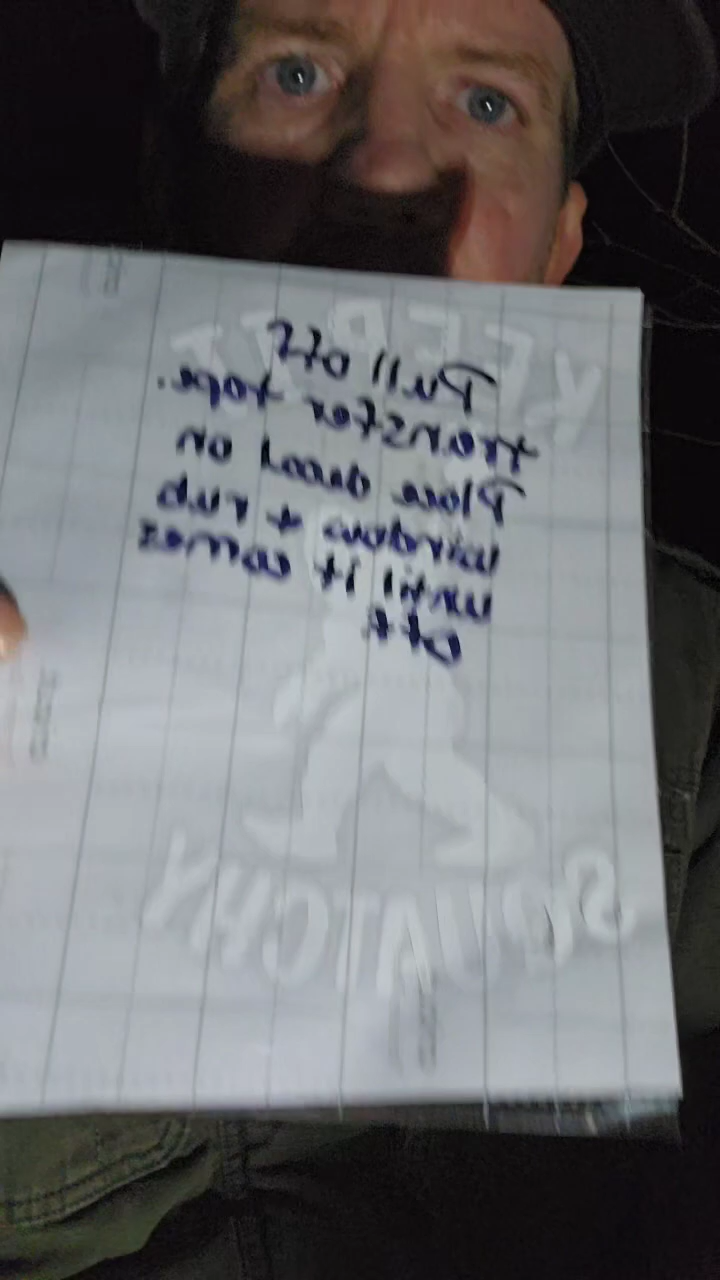 KEEP IT
Pull off
transfer tape.
Place decal on
window + rub
until it comes
Off
SQUATCHY